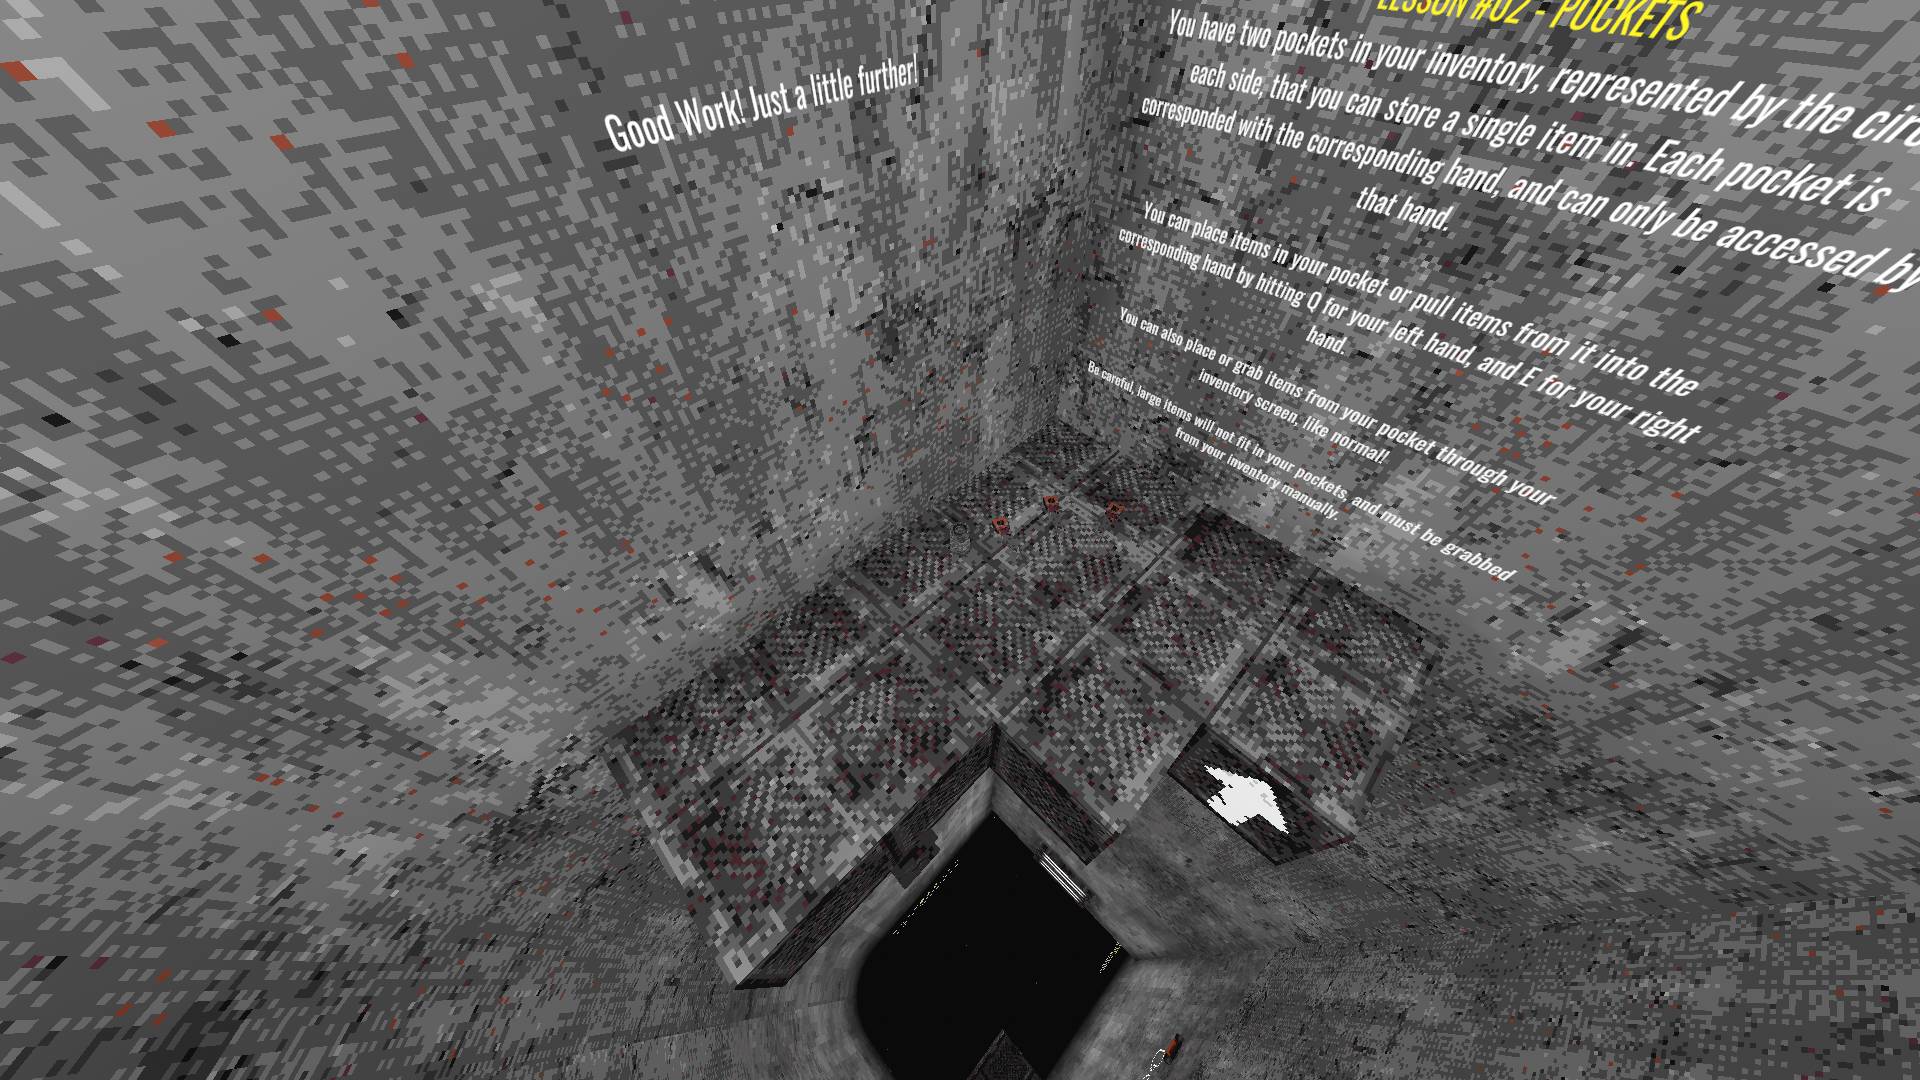 Good Work! Just a little further!
LESSON #02 - POCKETS
You have two pockets in your inventory, represented by the
each side, that you can store a single item in. Each pocket is
corresponded with the corresponding hand, and can only be accessed by
that hand.
You can place items in your pocket or pull items from it into the
corresponding hand by hitting Q for your left hand, and E for your right
hand.
You can also place or grab items from your pocket through your
inventory screen, like normal!
Be careful, large items will not fit in your pockets, and must be grabbed
from your inventory manually.